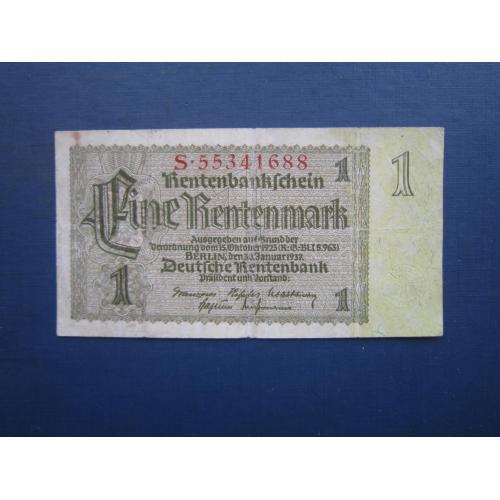 S·55341688
1
1
Rentenbankschein
Eine Rentenmark
Ausgegeben auf Grund der
Verordnung vom 15. Oktober 1923 (R:G:Bl.I S.963)
BERLIN, den 30. Januar 1937
Deutsche Rentenbank
Präsident und Vorstand:
1
1